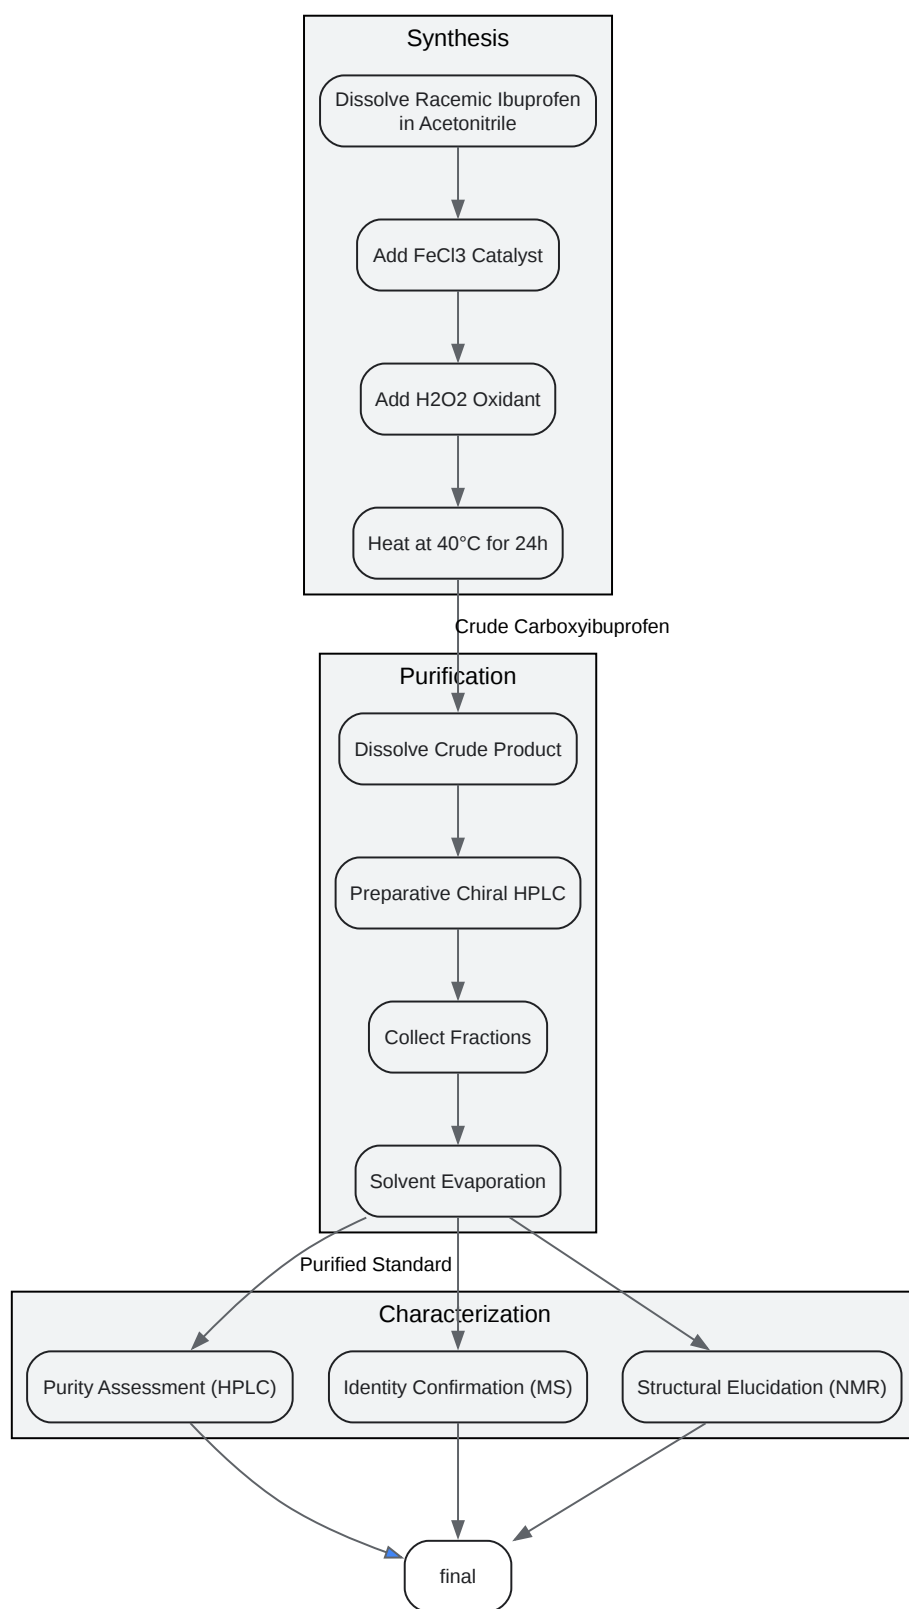 Synthesis
Dissolve Racemic Ibuprofen
in Acetonitrile
Add FeCl3 Catalyst
Add H2O2 Oxidant
Heat at 40°C for 24h
Crude Carboxyibuprofen
Purification
Dissolve Crude Product
Preparative Chiral HPLC
Collect Fractions
Solvent Evaporation
Purified Standard
Characterization
Purity Assessment (HPLC)
Identity Confirmation (MS)
Structural Elucidation (NMR)
final